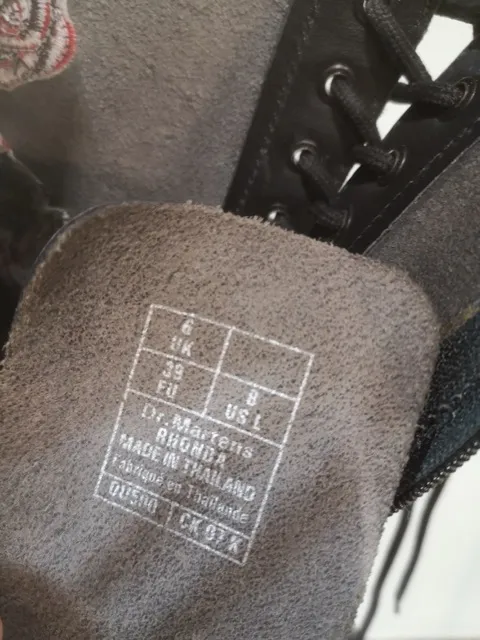 6
UK
39
EU
8
US L
Dr. Martens
RHONDA
MADE IN THAILAND
Fabriqué en Thaïlande
CK 07 X